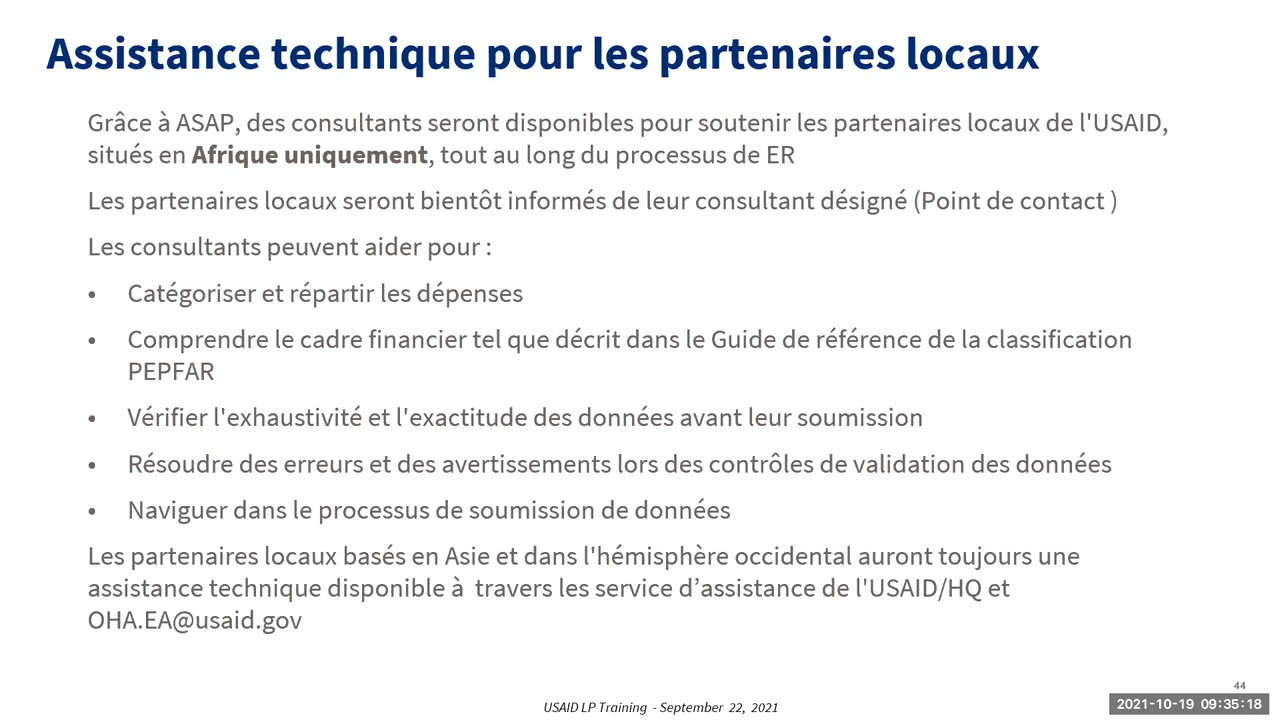 Assistance technique pour les partenaires locaux
Grâce à ASAP, des consultants seront disponibles pour soutenir les partenaires locaux de l'USAID,
situés en Afrique uniquement, tout au long du processus de ER
Les partenaires locaux seront bientôt informés de leur consultant désigné (Point de contact )
Les consultants peuvent aider pour :
• Catégoriser et répartir les dépenses
• Comprendre le cadre financier tel que décrit dans le Guide de référence de la classification
PEPFAR
• Vérifier l'exhaustivité et l'exactitude des données avant leur soumission
• Résoudre des erreurs et des avertissements lors des contrôles de validation des données
• Naviguer dans le processus de soumission de données
Les partenaires locaux basés en Asie et dans l'hémisphère occidental auront toujours une
assistance technique disponible à  travers les service d’assistance de l'USAID/HQ et
OHA.EA@usaid.gov
44
USAID LP Training - September 22, 2021
2021-10-19 09:35:18